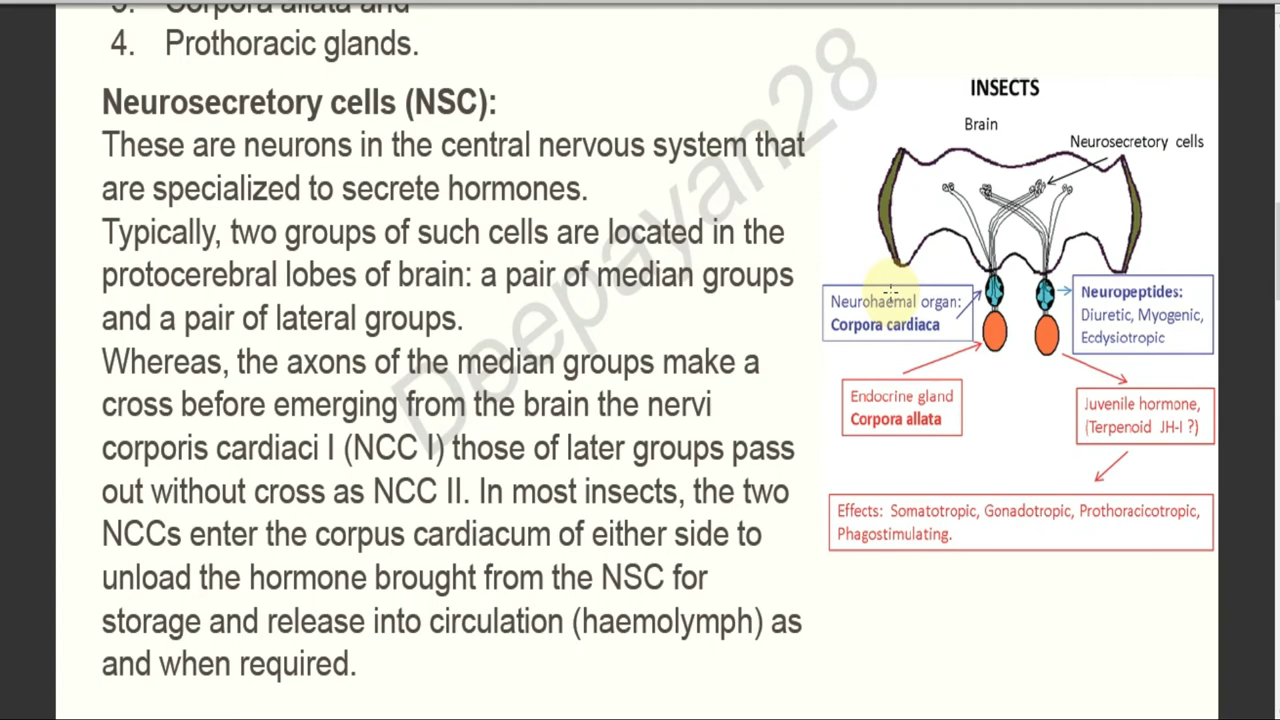 3. Corpora allata and
4. Prothoracic glands.
Neurosecretory cells (NSC):
These are neurons in the central nervous system that
are specialized to secrete hormones.
Typically, two groups of such cells are located in the
protocerebral lobes of brain: a pair of median groups
and a pair of lateral groups.
Whereas, the axons of the median groups make a
cross before emerging from the brain the nervi
corporis cardiaci I (NCC I) those of later groups pass
out without cross as NCC II. In most insects, the two
NCCs enter the corpus cardiacum of either side to
unload the hormone brought from the NSC for
storage and release into circulation (haemolymph) as
and when required.
Deepayan28
INSECTS
Brain
Neurosecretory cells
Neurohaemal organ:
Corpora cardiaca
Neuropeptides:
Diuretic, Myogenic,
Ecdysiotropic
Endocrine gland
Corpora allata
Juvenile hormone,
(Terpenoid JH-I ?)
Effects: Somatotropic, Gonadotropic, Prothoracicotropic,
Phagostimulating.